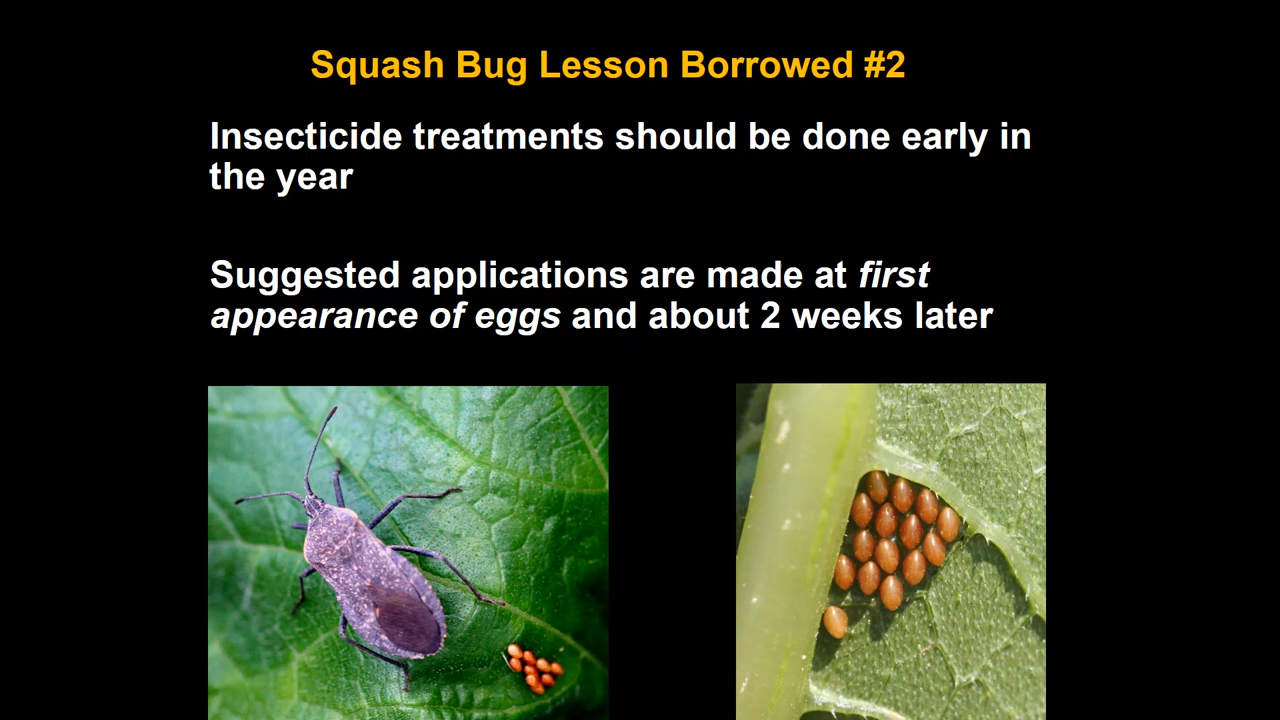 Squash Bug Lesson Borrowed #2
Insecticide treatments should be done early in
the year
Suggested applications are made at first
appearance of eggs and about 2 weeks later